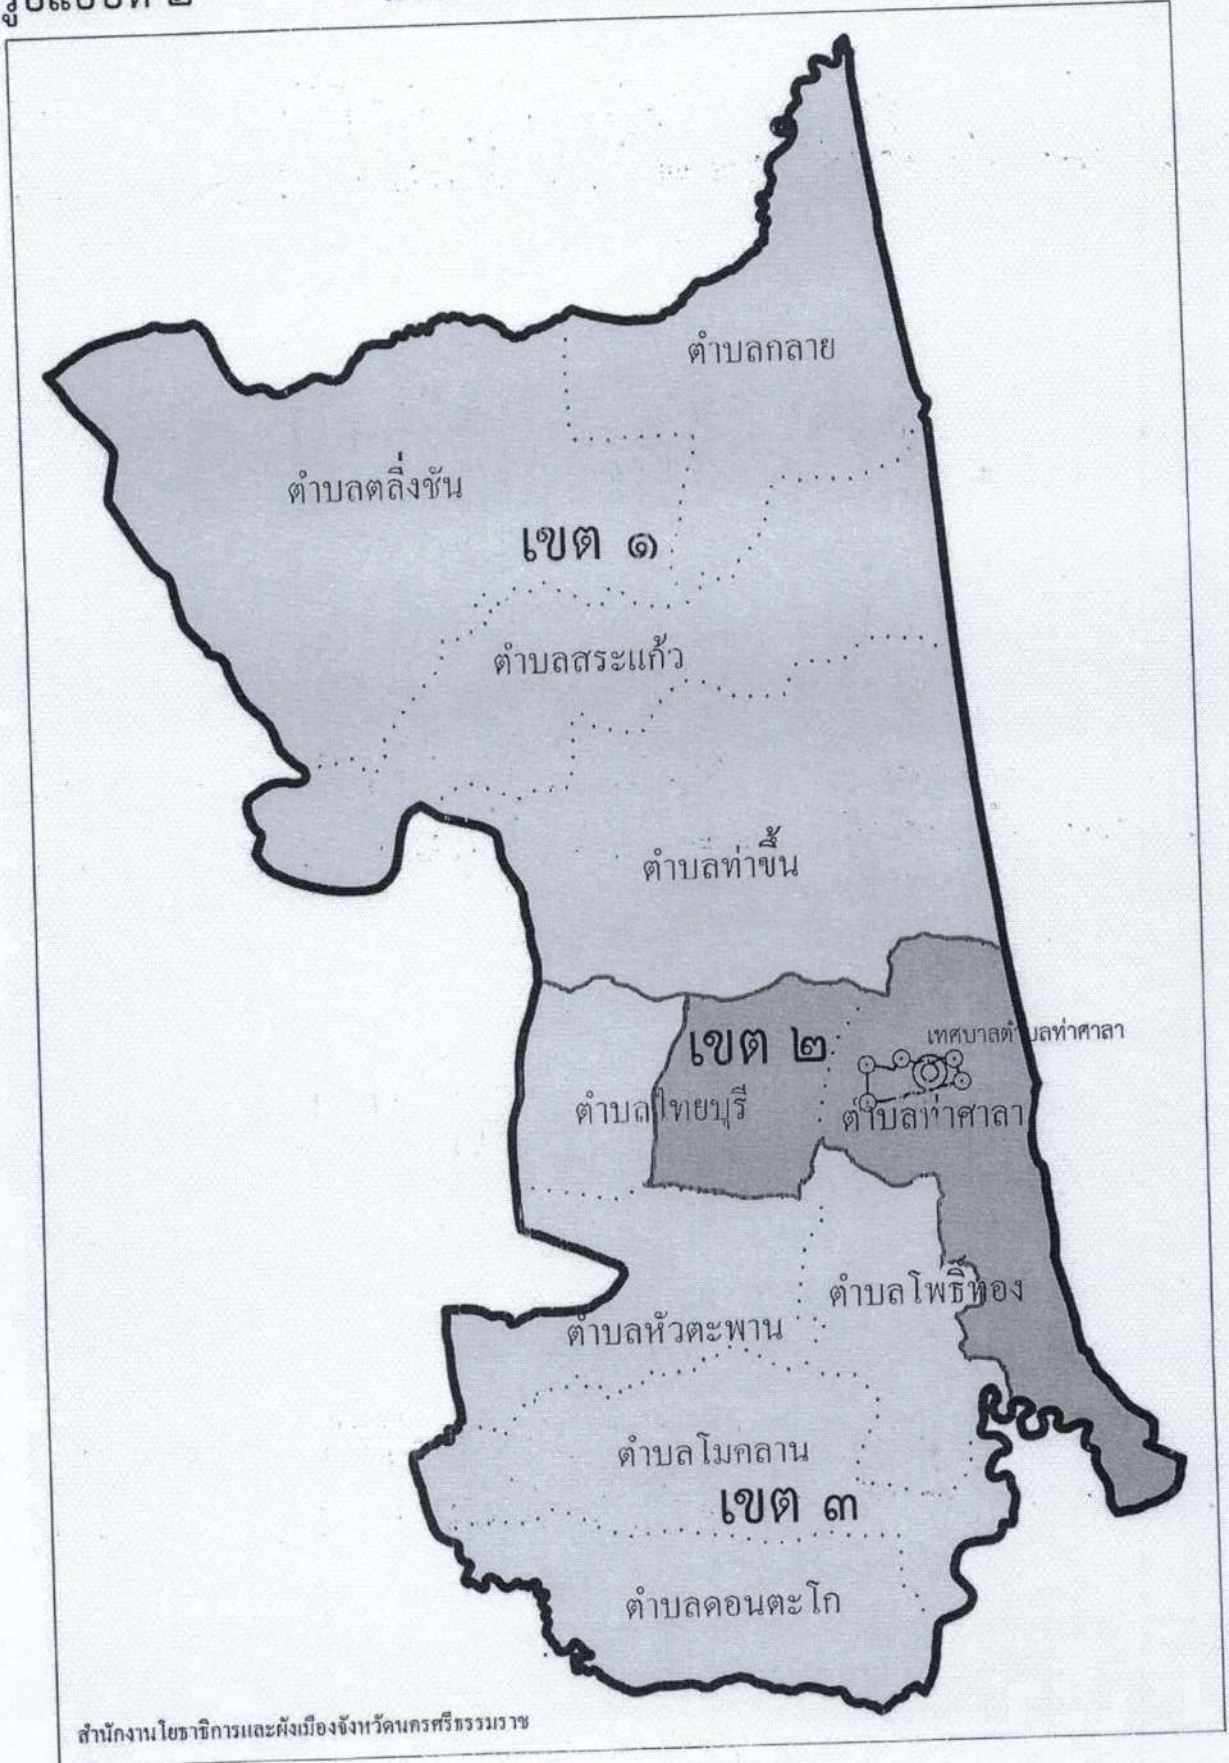 รูปแบบที่ ๒
ตำบลกลาย
ตำบลตลิ่งชัน
เขต ๑
ตำบลสระแก้ว
ตำบลท่าขึ้น
เขต ๒
เทศบาลตำบลท่าศาลา
ตำบลไทยบุรี
ตำบลท่าศาลา
ตำบลโพธิ์ทอง
ตำบลหัวตะพาน
ตำบลโมคลาน
เขต ๓
ตำบลดอนตะโก
สำนักงานโยธาธิการและผังเมืองจังหวัดนครศรีธรรมราช